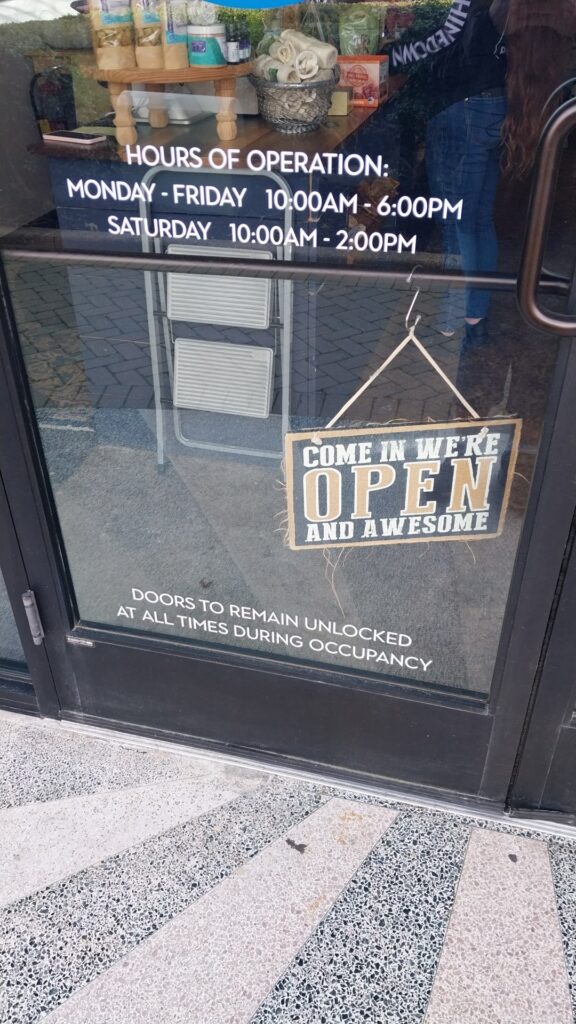 SHINEDOWN
HOURS OF OPERATION:
MONDAY - FRIDAY 10:00AM - 6:00PM
SATURDAY 10:00AM - 2:00PM
COME IN WE'RE
OPEN
AND AWESOME
DOORS TO REMAIN UNLOCKED
AT ALL TIMES DURING OCCUPANCY